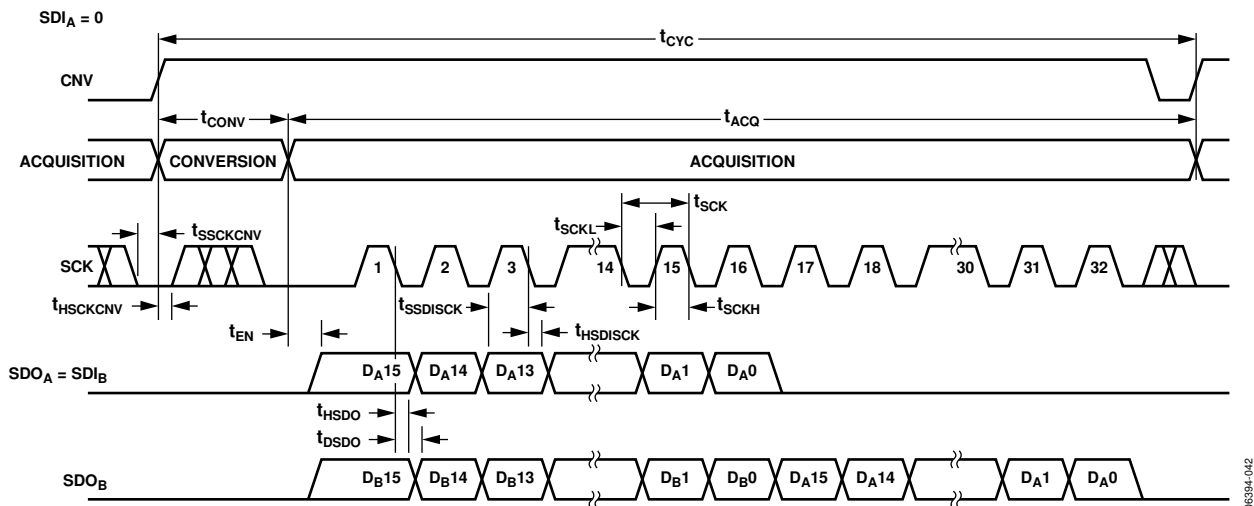 SDIA = 0
tCYC
CNV
tCONV
tACQ
ACQUISITION CONVERSION ACQUISITION
tSCK
tSCKL
tSSCKCNV
SCK 1 2 3 14 15 16 17 18 30 31 32
tHSCKCNV
tSSDISCK
tSCKH
tEN
tHSDISCK
SDOA = SDIB DA15 DA14 DA13 DA1 DA0
tHSDO
tDSDO
SDOB DB15 DB14 DB13 DB1 DB0 DA15 DA14 DA1 DA0
06394-042